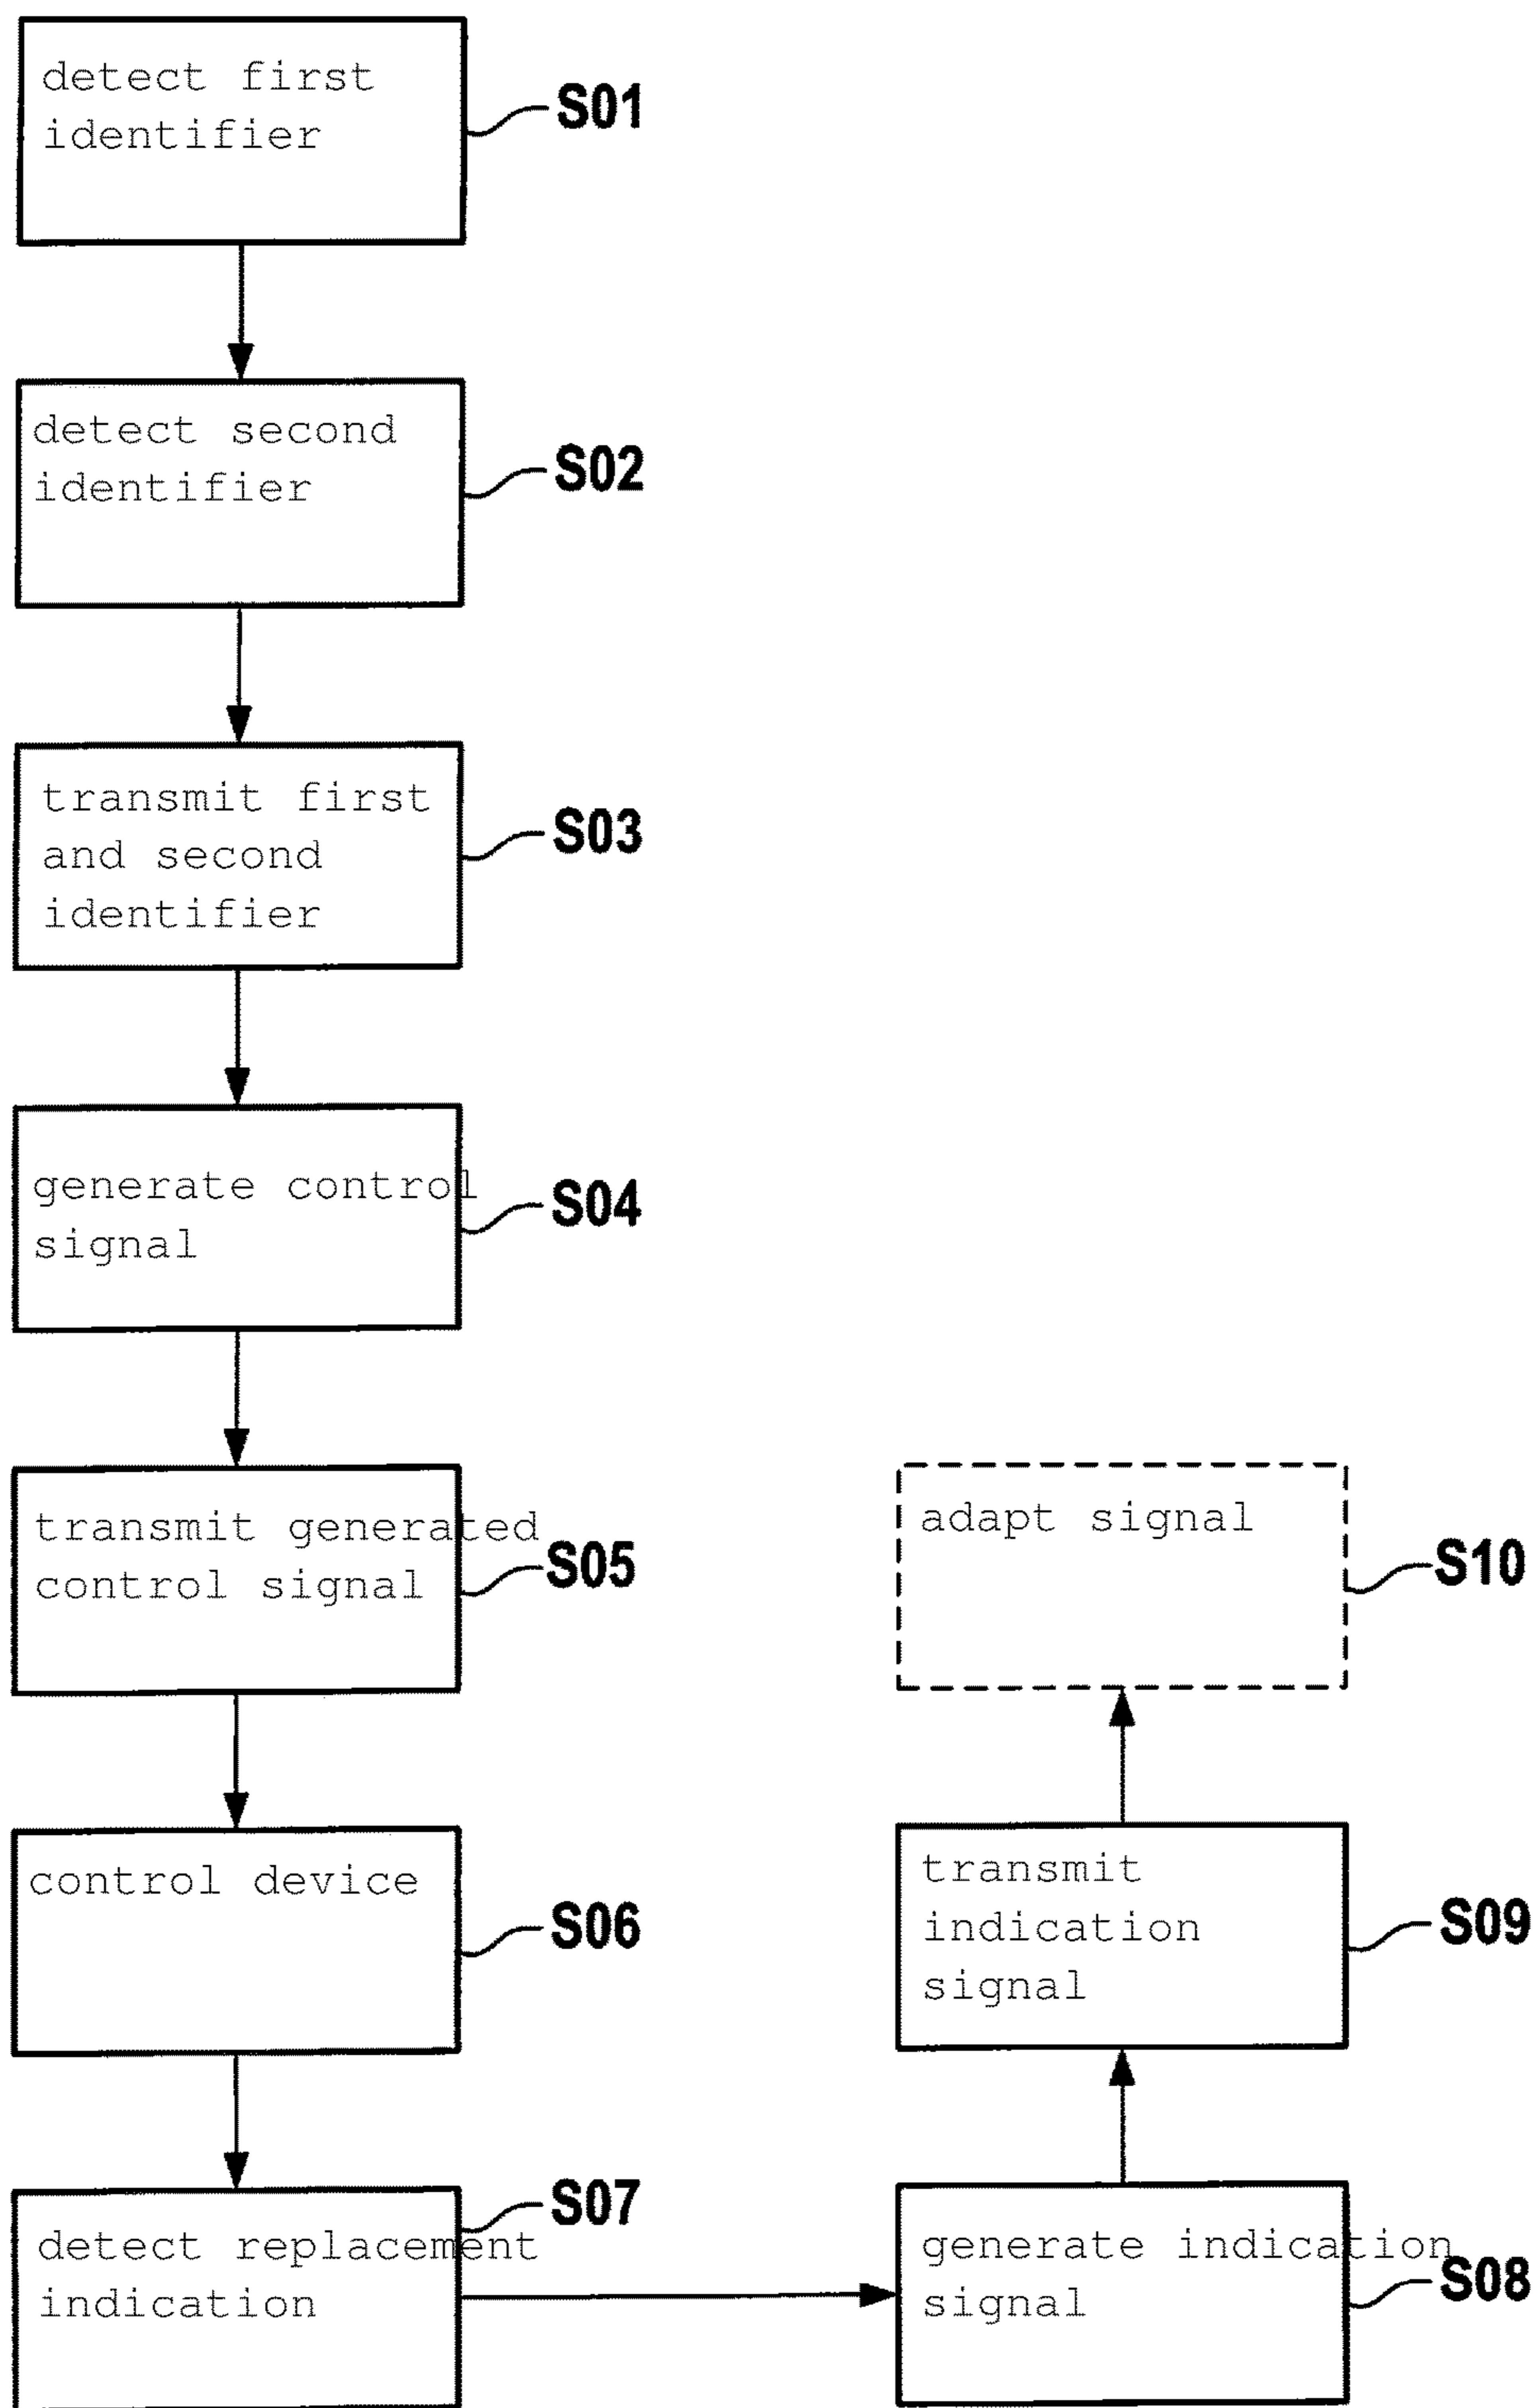 detect first
identifier
S01
detect second
identifier
S02
transmit first
and second
identifier
S03
generate control
signal
S04
transmit generated
control signal
S05
control device
S06
detect replacement
indication
S07
generate indication
signal
S08
transmit
indication
signal
S09
adapt signal
S10